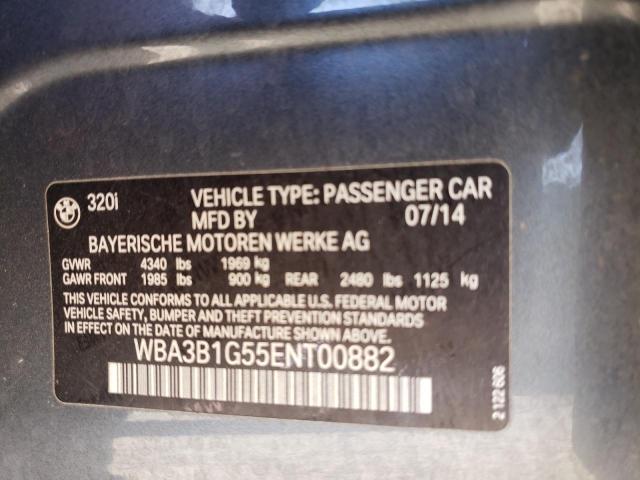 BMW
320i VEHICLE TYPE: PASSENGER CAR
MFD BY 07/14
BAYERISCHE MOTOREN WERKE AG
GVWR 4340 lbs 1969 kg
GAWR FRONT 1985 lbs 900 kg REAR 2480 lbs 1125 kg
THIS VEHICLE CONFORMS TO ALL APPLICABLE U.S. FEDERAL MOTOR
VEHICLE SAFETY, BUMPER AND THEFT PREVENTION STANDARDS
IN EFFECT ON THE DATE OF MANUFACTURE SHOWN ABOVE.
WBA3B1G55ENT00882
2 122 606